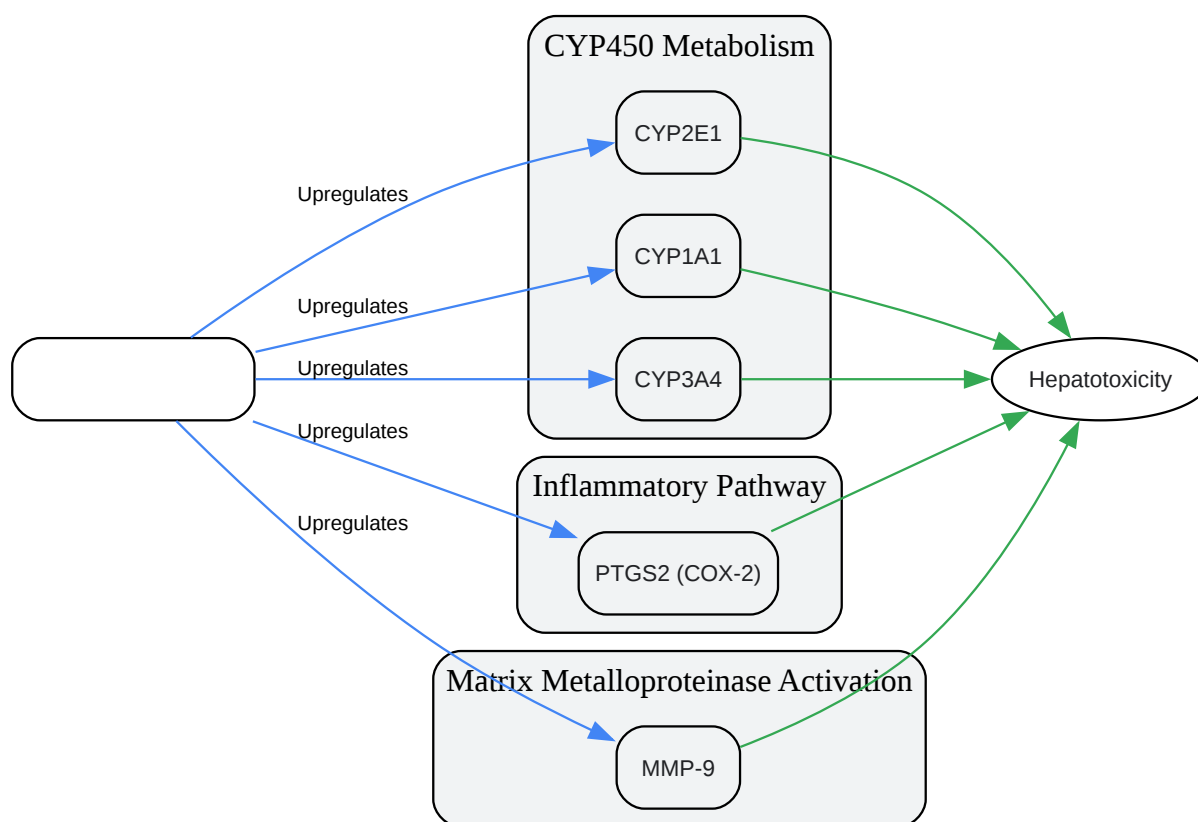 CYP450 Metabolism
CYP2E1
Upregulates
CYP1A1
Upregulates
Upregulates
CYP3A4
Hepatotoxicity
Upregulates
Inflammatory Pathway
Upregulates
PTGS2 (COX-2)
Matrix Metalloproteinase Activation
MMP-9